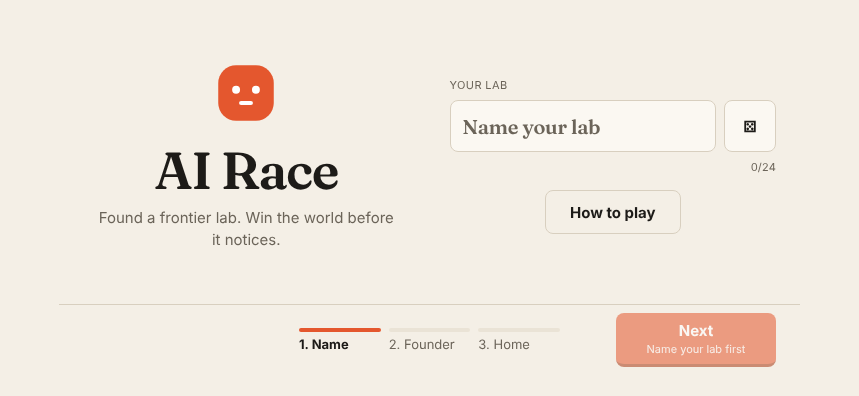 AI Race
Found a frontier lab. Win the world before
it notices.
YOUR LAB
Name your lab
0/24
How to play
1. Name
2. Founder
3. Home
Next
Name your lab first